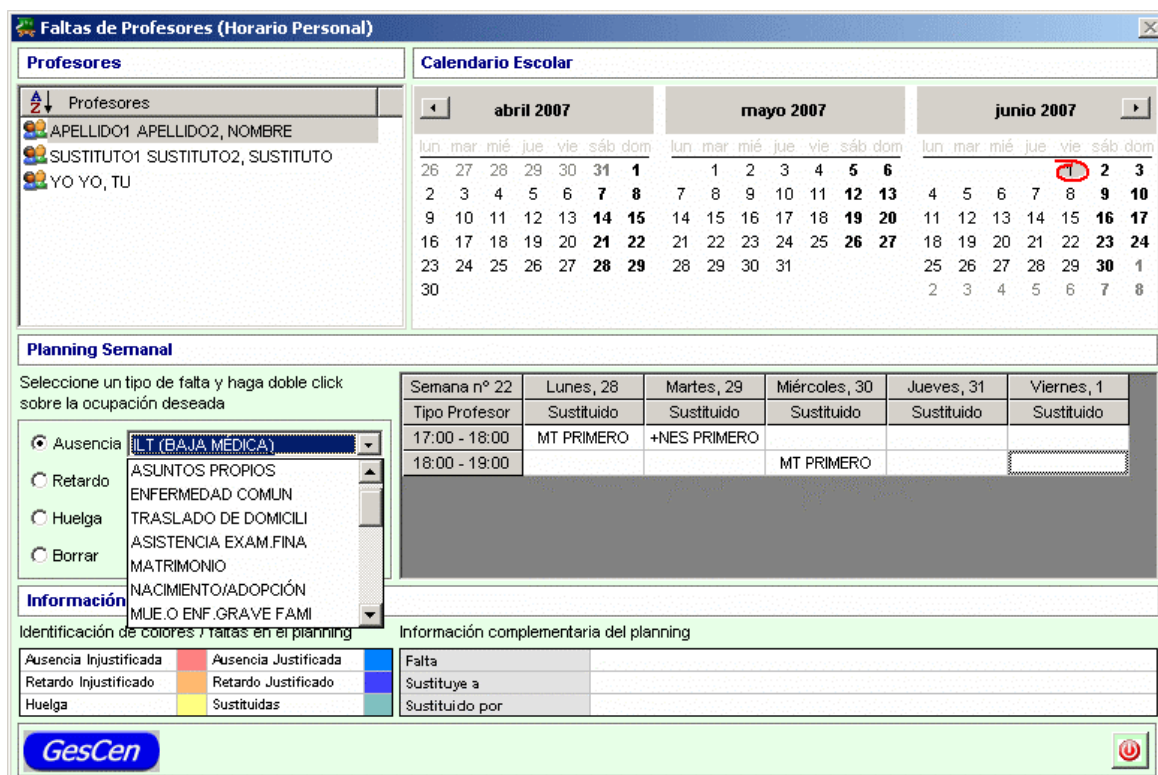 Faltas de Profesores (Horario Personal)
Profesores
Calendario Escolar
Profesores
APELLIDO1 APELLIDO2, NOMBRE
SUSTITUTO1 SUSTITUTO2, SUSTITUTO
YO YO, TU
abril 2007 mayo 2007 junio 2007
lun mar mié jue vie sáb dom lun mar mié jue vie sáb dom lun mar mié jue vie sáb dom
26 27 28 29 30 31 1 1 2 3 4 5 6 1 2 3
2 3 4 5 6 7 8 7 8 9 10 11 12 13 4 5 6 7 8 9 10
9 10 11 12 13 14 15 14 15 16 17 18 19 20 11 12 13 14 15 16 17
16 17 18 19 20 21 22 21 22 23 24 25 26 27 18 19 20 21 22 23 24
23 24 25 26 27 28 29 28 29 30 31 25 26 27 28 29 30 1
30 2 3 4 5 6 7 8
Planning Semanal
Seleccione un tipo de falta y haga doble click
sobre la ocupación deseada
Ausencia ILT (BAJA MÉDICA)
ASUNTOS PROPIOS
Retardo
ENFERMEDAD COMUN
Huelga TRASLADO DE DOMICILI
ASISTENCIA EXAM.FINA
Borrar
MATRIMONIO
NACIMIENTO/ADOPCIÓN
MUE.O ENF.GRAVE FAMI
Semana nº 22 Lunes, 28 Martes, 29 Miércoles, 30 Jueves, 31 Viernes, 1
Tipo Profesor Sustituido Sustituido Sustituido Sustituido Sustituido
17:00 - 18:00 MT PRIMERO +NES PRIMERO
18:00 - 19:00 MT PRIMERO
Información
Identificación de colores / faltas en el planning
Ausencia Injustificada Ausencia Justificada
Retardo Injustificado Retardo Justificado
Huelga Sustituidas
Información complementaria del planning
Falta
Sustituye a
Sustituido por
GesCen